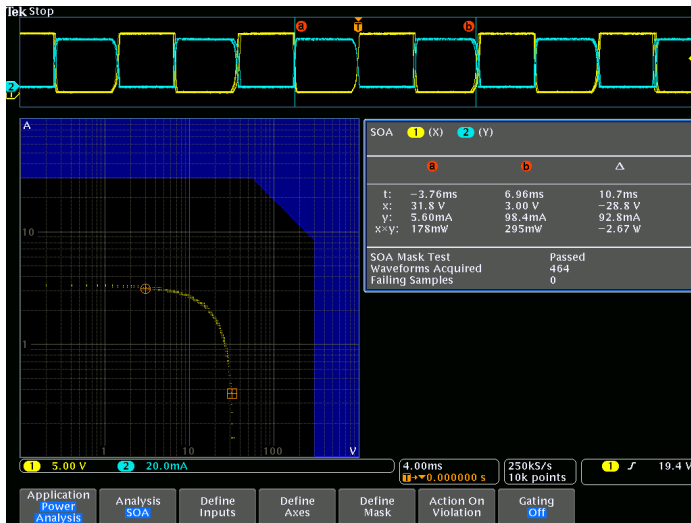 Tek Stop
a T b
2
1
A
SOA 1 (X) 2 (Y)
a b Δ
t: −3.76ms 6.96ms 10.7ms
x: 31.8 V 3.00 V −28.8 V
y: 5.60mA 98.4mA 92.8mA
x×y: 178mW 295mW −2.67 W
10
SOA Mask Test Passed
Waveforms Acquired 464
Failing Samples 0
1
1 10 100 V
1 5.00 V 2 20.0mA
4.00ms
T→▼0.000000 s
250kS/s
10k points
1 ʃ 19.4 V
Application
Power
Analysis
Analysis
SOA
Define
Inputs
Define
Axes
Define
Mask
Action On
Violation
Gating
Off